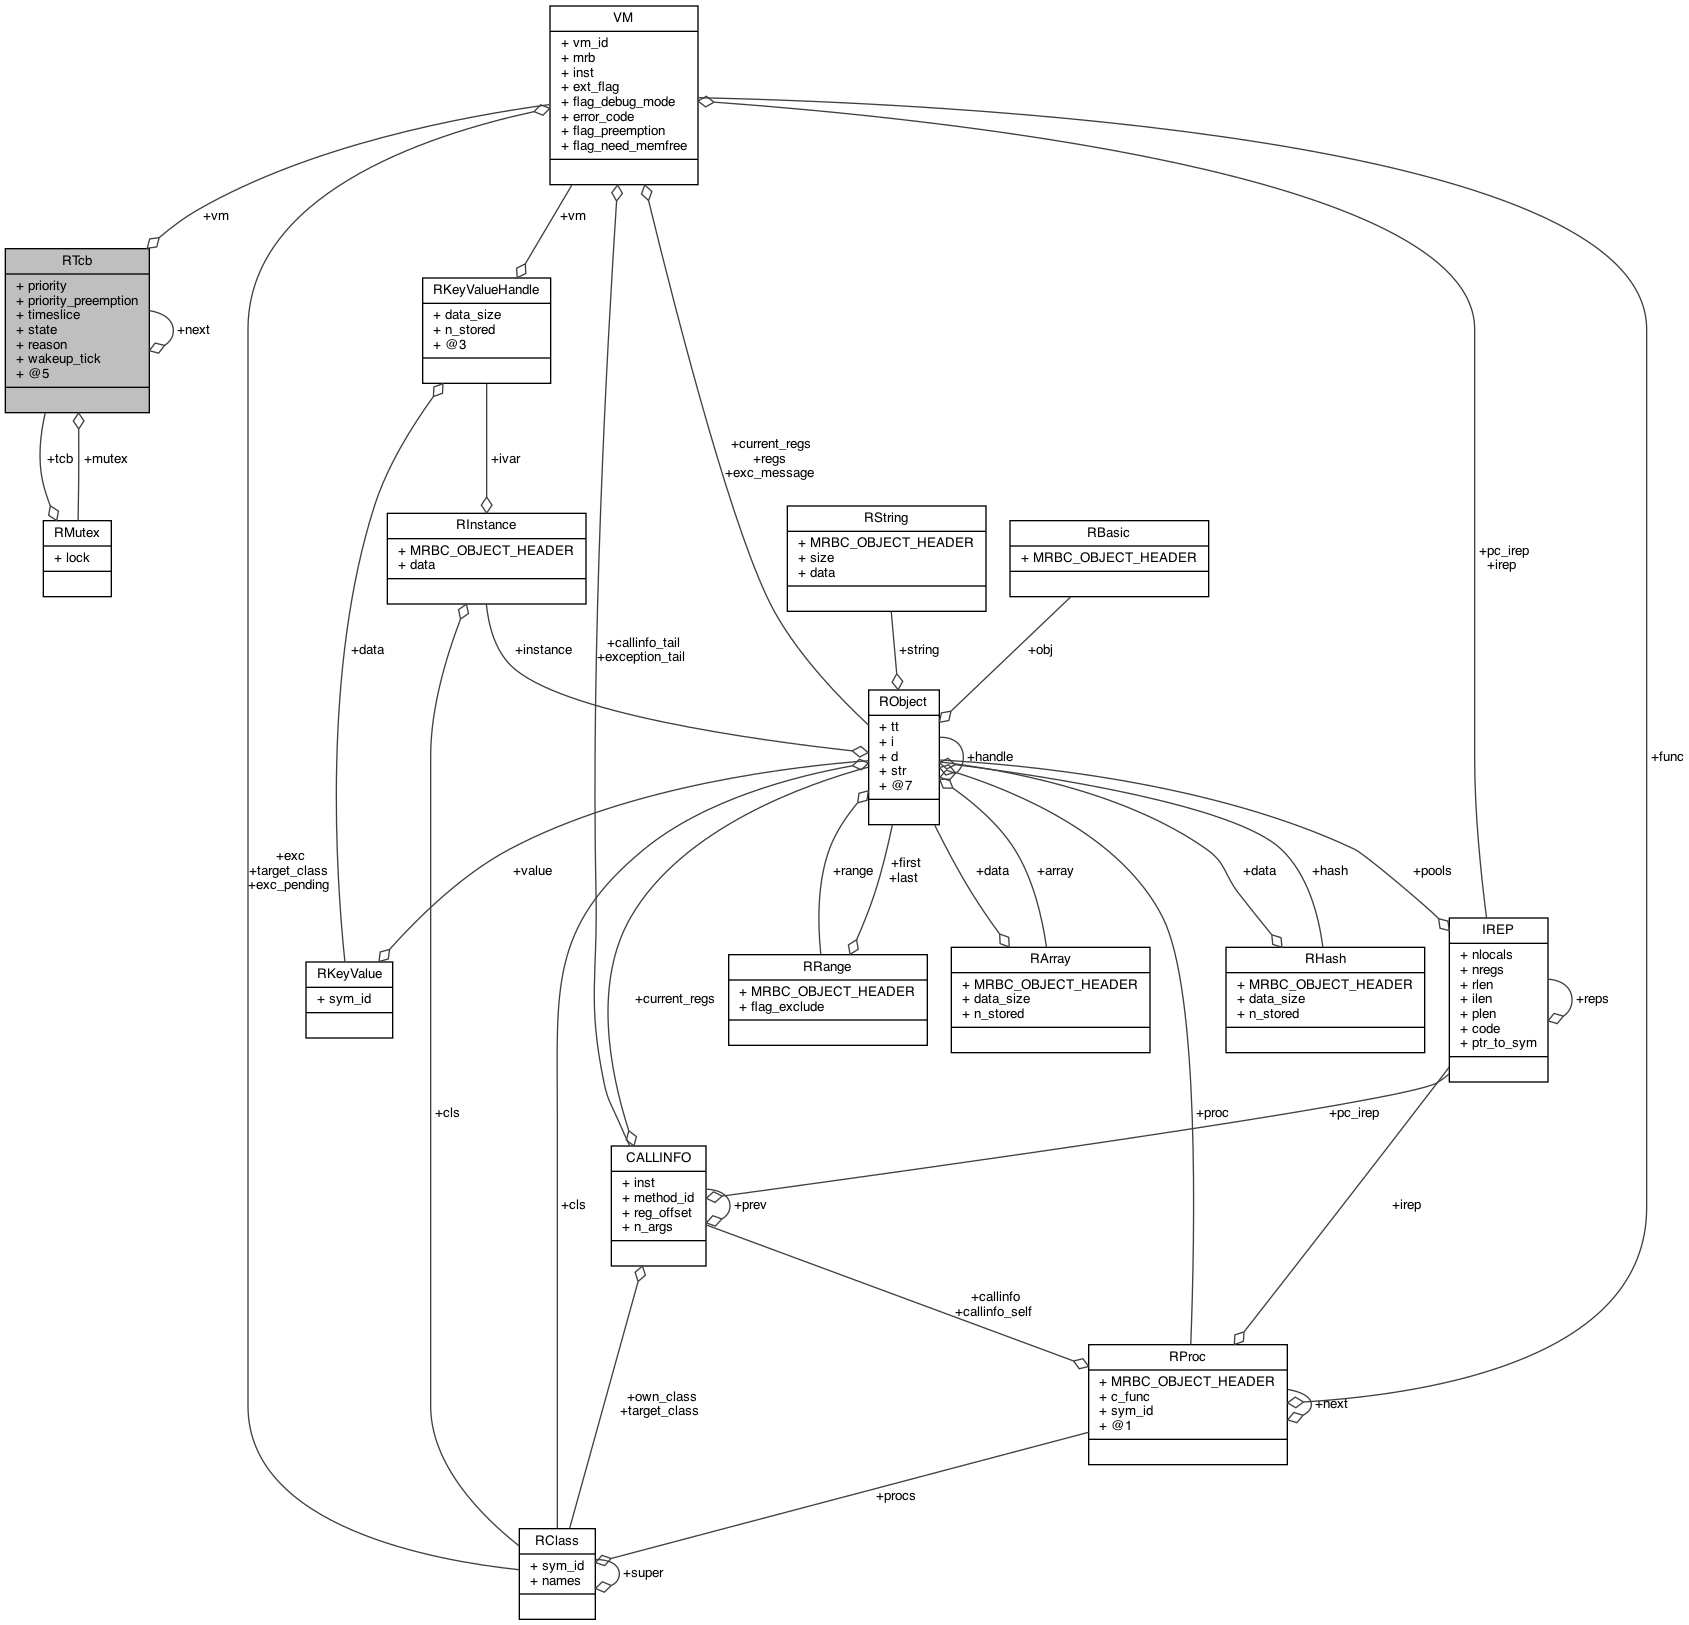 VM
+ vm_id
+ mrb
+ inst
+ ext_flag
+ flag_debug_mode
+ error_code
+ flag_preemption
+ flag_need_memfree
+vm
+vm
RTcb
+ priority
+ priority_preemption
+ timeslice
+ state
+ reason
+ wakeup_tick
+ @5
+next
RKeyValueHandle
+ data_size
+ n_stored
+ @3
+current_regs
+regs
+exc_message
+tcb
+mutex
+ivar
RMutex
+ lock
RInstance
+ MRBC_OBJECT_HEADER
+ data
RString
+ MRBC_OBJECT_HEADER
+ size
+ data
RBasic
+ MRBC_OBJECT_HEADER
+pc_irep
+irep
+data
+instance
+callinfo_tail
+exception_tail
+string
+obj
RObject
+ tt
+ i
+ d
+ str
+ @7
+handle
+func
+exc
+target_class
+exc_pending
+value
+range
+first
+last
+data
+array
+data
+hash
+pools
RKeyValue
+ sym_id
RRange
+ MRBC_OBJECT_HEADER
+ flag_exclude
RArray
+ MRBC_OBJECT_HEADER
+ data_size
+ n_stored
RHash
+ MRBC_OBJECT_HEADER
+ data_size
+ n_stored
IREP
+ nlocals
+ nregs
+ rlen
+ ilen
+ plen
+ code
+ ptr_to_sym
+reps
+current_regs
+cls
+proc
+pc_irep
CALLINFO
+ inst
+ method_id
+ reg_offset
+ n_args
+prev
+cls
+irep
+callinfo
+callinfo_self
+own_class
+target_class
RProc
+ MRBC_OBJECT_HEADER
+ c_func
+ sym_id
+ @1
+next
+procs
RClass
+ sym_id
+ names
+super